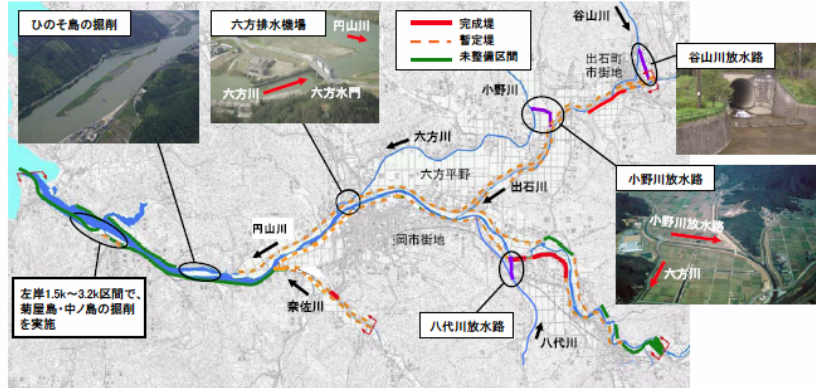 ひのそ島の掘削
六方排水機場
円山川
六方川
六方水門
完成堤
暫定堤
未整備区間
谷山川
出石町
市街地
谷山川放水路
小野川
六方川
六方平野
出石川
小野川放水路
小野川放水路
六方川
円山川
岡市街地
左岸1.5k～3.2k区間で、
菊屋島・中ノ島の掘削
を実施
奈佐川
八代川放水路
八代川